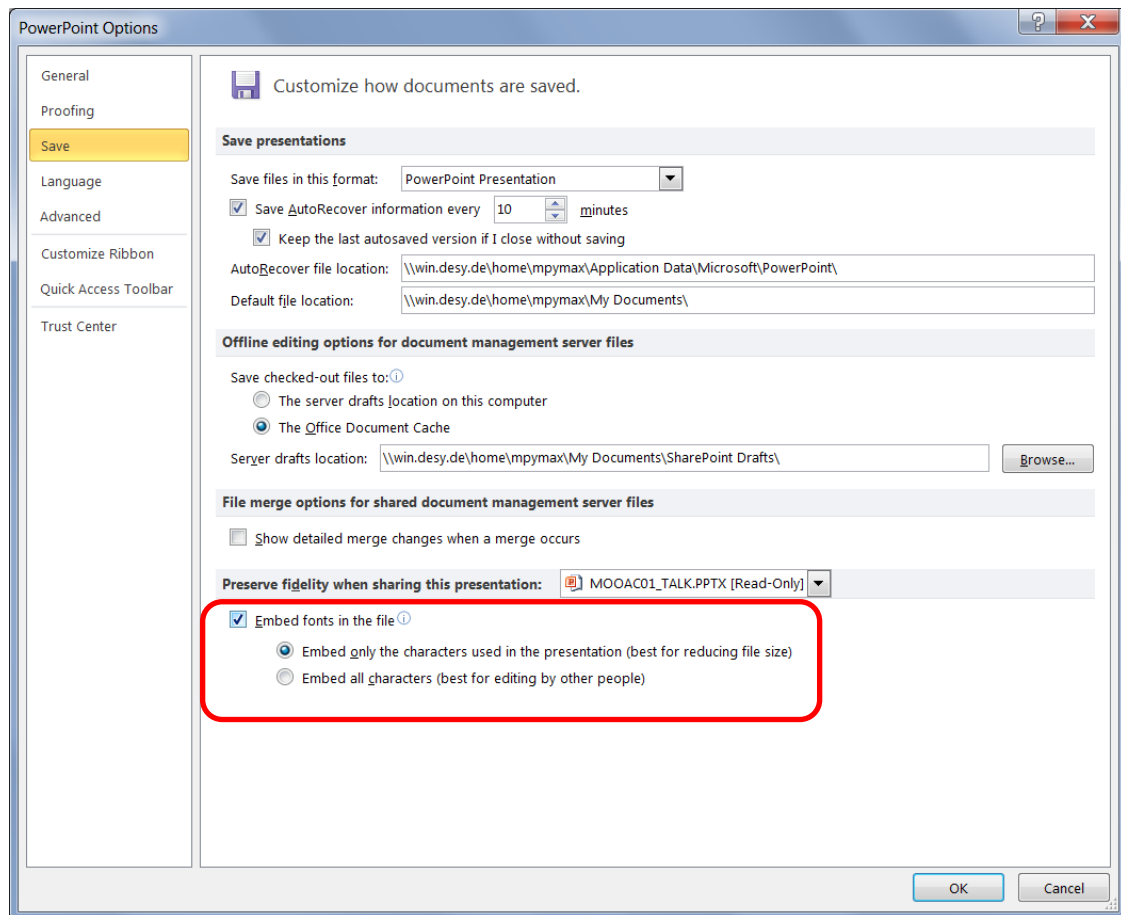 PowerPoint Options
General
Proofing
Save
Language
Advanced
Customize Ribbon
Quick Access Toolbar
Trust Center
Customize how documents are saved.
Save presentations
Save files in this format: PowerPoint Presentation
Save AutoRecover information every 10 minutes
Keep the last autosaved version if I close without saving
AutoRecover file location: \\win.desy.de\home\mpymax\Application Data\Microsoft\PowerPoint\
Default file location: \\win.desy.de\home\mpymax\My Documents\
Offline editing options for document management server files
Save checked-out files to:
The server drafts location on this computer
The Office Document Cache
Server drafts location: \\win.desy.de\home\mpymax\My Documents\SharePoint Drafts\ Browse...
File merge options for shared document management server files
Show detailed merge changes when a merge occurs
Preserve fidelity when sharing this presentation: MOOAC01_TALK.PPTX [Read-Only]
Embed fonts in the file
Embed only the characters used in the presentation (best for reducing file size)
Embed all characters (best for editing by other people)
OK Cancel